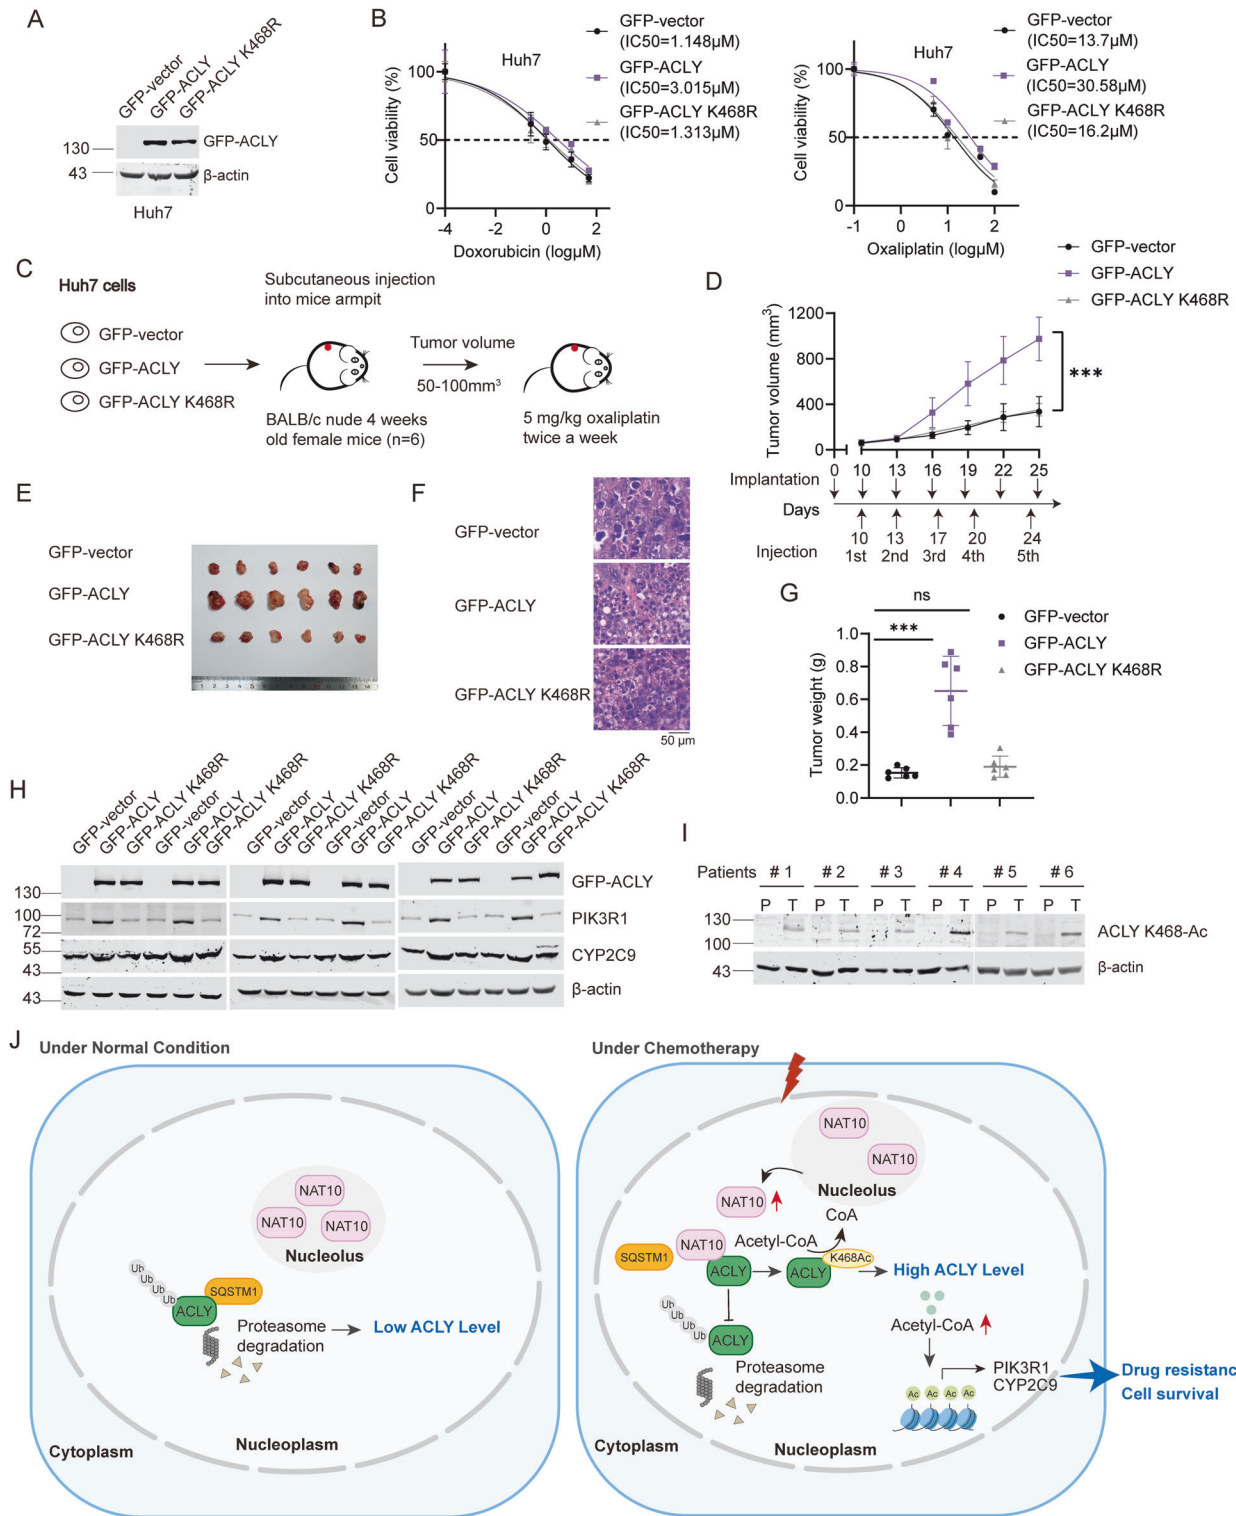 A
GFP-vector
GFP-ACLY
GFP-ACLY K468R
130
GFP-ACLY
43
β-actin
Huh7
B
Huh7
Cell viability (%)
100
50
0
-4
-2
0
2
Doxorubicin (logµM)
GFP-vector
(IC50=1.148µM)
GFP-ACLY
(IC50=3.015µM)
GFP-ACLY K468R
(IC50=1.313µM)
Huh7
Cell viability (%)
100
50
0
-1
0
1
2
Oxaliplatin (logµM)
GFP-vector
(IC50=13.7µM)
GFP-ACLY
(IC50=30.58µM)
GFP-ACLY K468R
(IC50=16.2µM)
C
Huh7 cells
GFP-vector
GFP-ACLY
GFP-ACLY K468R
Subcutaneous injection
into mice armpit
BALB/c nude 4 weeks
old female mice (n=6)
Tumor volume
50-100mm³
5 mg/kg oxaliplatin
twice a week
D
GFP-vector
GFP-ACLY
GFP-ACLY K468R
Tumor volume (mm³)
1200
800
400
0
***
0 10 13 16 19 22 25
Implantation
Days
10 13 17 20 24
Injection 1st 2nd 3rd 4th 5th
E
GFP-vector
GFP-ACLY
GFP-ACLY K468R
1 2 3 4 5 6 7 8 9 10 11 12 13 14
F
GFP-vector
GFP-ACLY
GFP-ACLY K468R
50 µm
G
ns
***
Tumor weight (g)
1.0
0.8
0.6
0.4
0.2
0.0
GFP-vector
GFP-ACLY
GFP-ACLY K468R
H
GFP-vector
GFP-ACLY
GFP-ACLY K468R
GFP-vector
GFP-ACLY
GFP-ACLY K468R
GFP-vector
GFP-ACLY
GFP-ACLY K468R
GFP-vector
GFP-ACLY
GFP-ACLY K468R
GFP-vector
GFP-ACLY
GFP-ACLY K468R
GFP-vector
GFP-ACLY
GFP-ACLY K468R
130
GFP-ACLY
100
72
PIK3R1
55
43
CYP2C9
43
β-actin
I
Patients # 1 # 2 # 3 # 4 # 5 # 6
P T P T P T P T P T P T
130
100
ACLY K468-Ac
43
β-actin
J
Under Normal Condition
NAT10
NAT10
NAT10
Nucleolus
Ub
Ub
Ub
Ub
SQSTM1
ACLY
Proteasome
degradation
Low ACLY Level
Cytoplasm
Nucleoplasm
Under Chemotherapy
NAT10
NAT10
Nucleolus
NAT10
CoA
NAT10
Acetyl-CoA
SQSTM1
K468Ac
ACLY
ACLY
High ACLY Level
Ub
Ub
Ub
Ub
ACLY
Proteasome
degradation
Acetyl-CoA
PIK3R1
CYP2C9
Ac Ac Ac Ac
Drug resistanc
Cell survival
Cytoplasm
Nucleoplasm